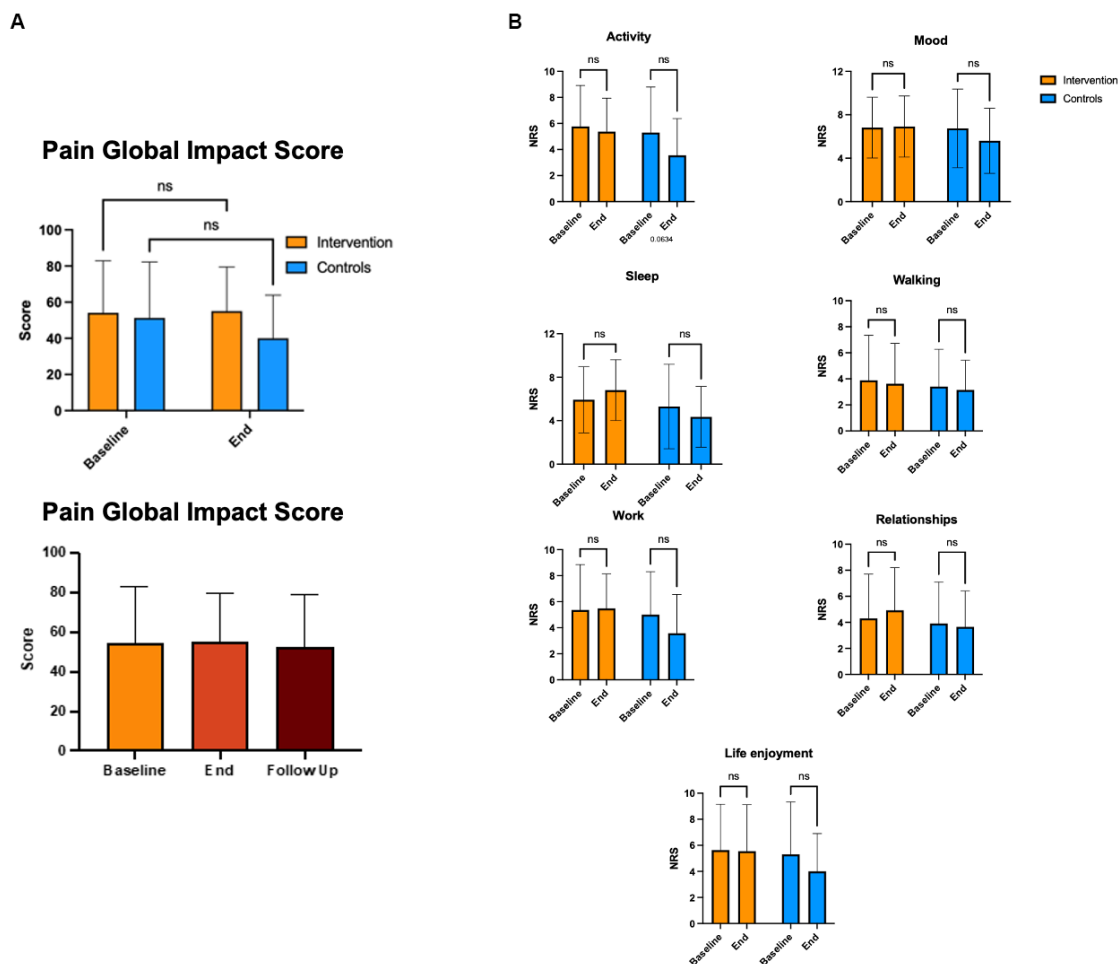 A
Pain Global Impact Score
ns
ns
100
80
60
40
20
0
Score
Baseline
End
Intervention
Controls
Pain Global Impact Score
100
80
60
40
20
0
Score
Baseline
End
Follow Up
B
Activity
ns
ns
10
8
6
4
2
0
NRS
Baseline
End
Baseline
End
0.0634
Mood
ns
ns
12
8
4
0
NRS
Baseline
End
Baseline
End
Intervention
Controls
Sleep
ns
ns
12
8
4
0
NRS
Baseline
End
Baseline
End
Walking
ns
ns
10
8
6
4
2
0
NRS
Baseline
End
Baseline
End
Work
ns
ns
10
8
6
4
2
0
NRS
Baseline
End
Baseline
End
Relationships
ns
ns
10
8
6
4
2
0
NRS
Baseline
End
Baseline
End
Life enjoyment
ns
ns
10
8
6
4
2
0
NRS
Baseline
End
Baseline
End